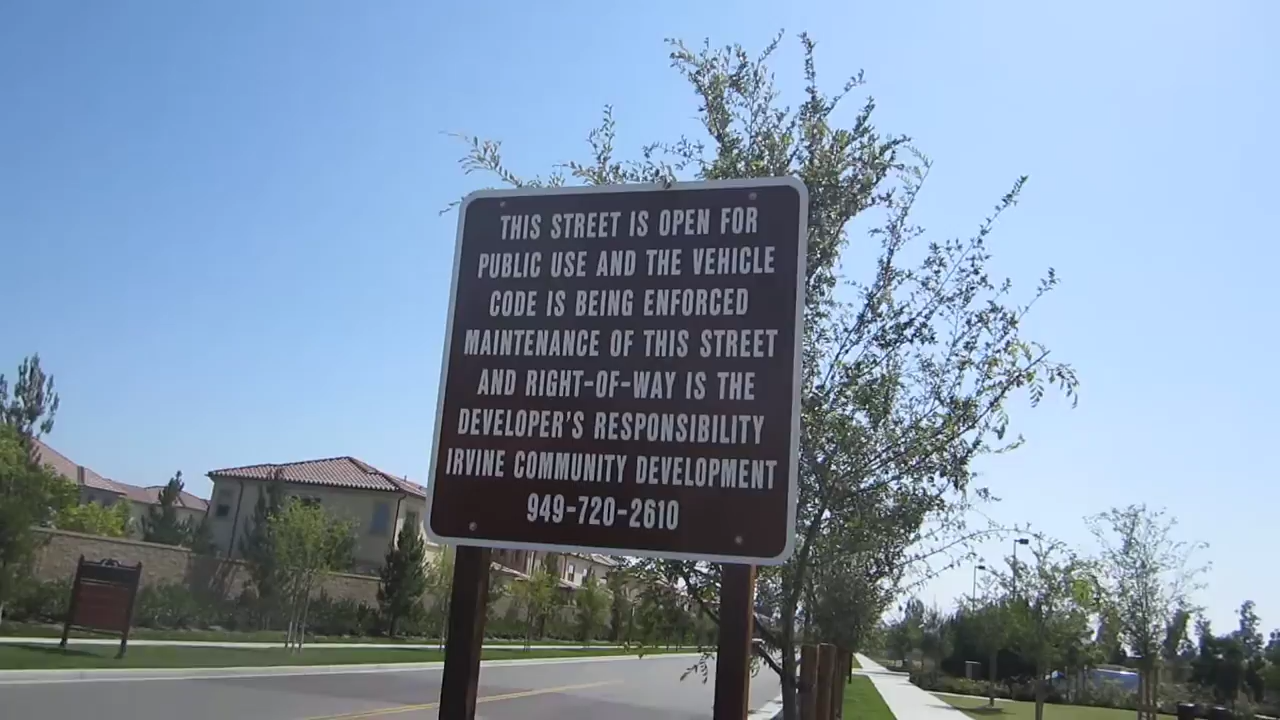 THIS STREET IS OPEN FOR
PUBLIC USE AND THE VEHICLE
CODE IS BEING ENFORCED
MAINTENANCE OF THIS STREET
AND RIGHT-OF-WAY IS THE
DEVELOPER'S RESPONSIBILITY
IRVINE COMMUNITY DEVELOPMENT
949-720-2610